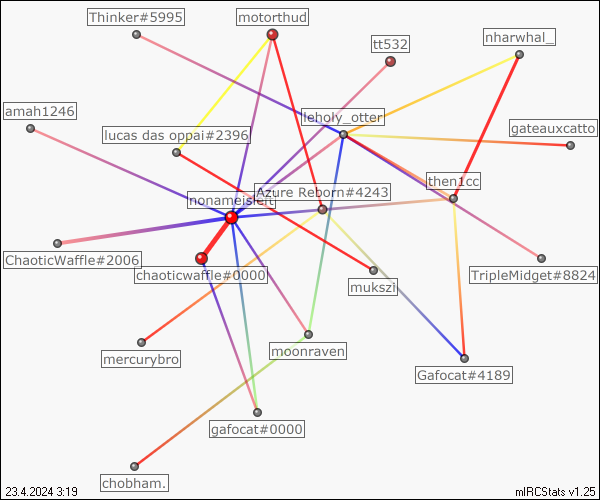 Thinker#5995
motorthud
tt532
nharwhal_
amah1246
leholy_otter
lucas das oppai#2396
gateauxcatto
then1cc
Azure Reborn#4243
nonameisleft
ChaoticWaffle#2006
chaoticwaffle#0000
mukszi
TripleMidget#8824
mercurybro
moonraven
Gafocat#4189
gafocat#0000
chobham.
23.4.2024 3:19
mIRCStats v1.25